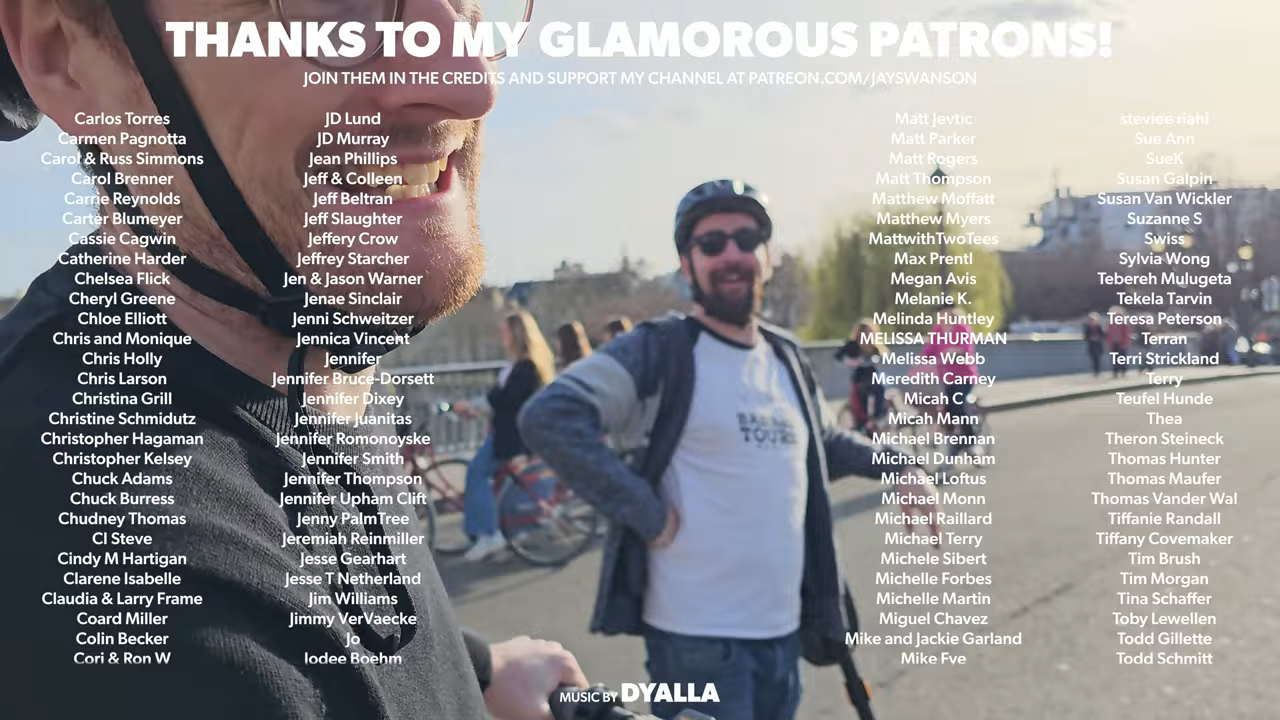 THANKS TO MY GLAMOROUS PATRONS!
JOIN THEM IN THE CREDITS AND SUPPORT MY CHANNEL AT PATREON.COM/JAYSWANSON
Carlos Torres
Carmen Pagnotta
Carol & Russ Simmons
Carol Brenner
Carrie Reynolds
Carter Blumeyer
Cassie Cagwin
Catherine Harder
Chelsea Flick
Cheryl Greene
Chloe Elliott
Chris and Monique
Chris Holly
Chris Larson
Christina Grill
Christine Schmidutz
Christopher Hagaman
Christopher Kelsey
Chuck Adams
Chuck Burress
Chudney Thomas
CI Steve
Cindy M Hartigan
Clarene Isabelle
Claudia & Larry Frame
Coard Miller
Colin Becker
Cori & Ron W
JD Lund
JD Murray
Jean Phillips
Jeff & Colleen
Jeff Beltran
Jeff Slaughter
Jeffery Crow
Jeffrey Starcher
Jen & Jason Warner
Jenae Sinclair
Jenni Schweitzer
Jennica Vincent
Jennifer
Jennifer Bruce-Dorsett
Jennifer Dixey
Jennifer Juanitas
Jennifer Romonoyske
Jennifer Smith
Jennifer Thompson
Jennifer Upham Clift
Jenny PalmTree
Jeremiah Reinmiller
Jesse Gearhart
Jesse T Netherland
Jim Williams
Jimmy VerVaecke
Jo
Jodee Boehm
Matt Jevtic
Matt Parker
Matt Rogers
Matt Thompson
Matthew Moffatt
Matthew Myers
MattwithTwoTees
Max Prentl
Megan Avis
Melanie K.
Melinda Huntley
MELISSA THURMAN
Melissa Webb
Meredith Carney
Micah C
Micah Mann
Michael Brennan
Michael Dunham
Michael Loftus
Michael Monn
Michael Raillard
Michael Terry
Michele Sibert
Michelle Forbes
Michelle Martin
Miguel Chavez
Mike and Jackie Garland
Mike Fye
steviee riahi
Sue Ann
SueK
Susan Galpin
Susan Van Wickler
Suzanne S
Swiss
Sylvia Wong
Tebereh Mulugeta
Tekela Tarvin
Teresa Peterson
Terran
Terri Strickland
Terry
Teufel Hunde
Thea
Theron Steineck
Thomas Hunter
Thomas Maufer
Thomas Vander Wal
Tiffanie Randall
Tiffany Covemaker
Tim Brush
Tim Morgan
Tina Schaffer
Toby Lewellen
Todd Gillette
Todd Schmitt
TOURS
MUSIC BY DYALLA